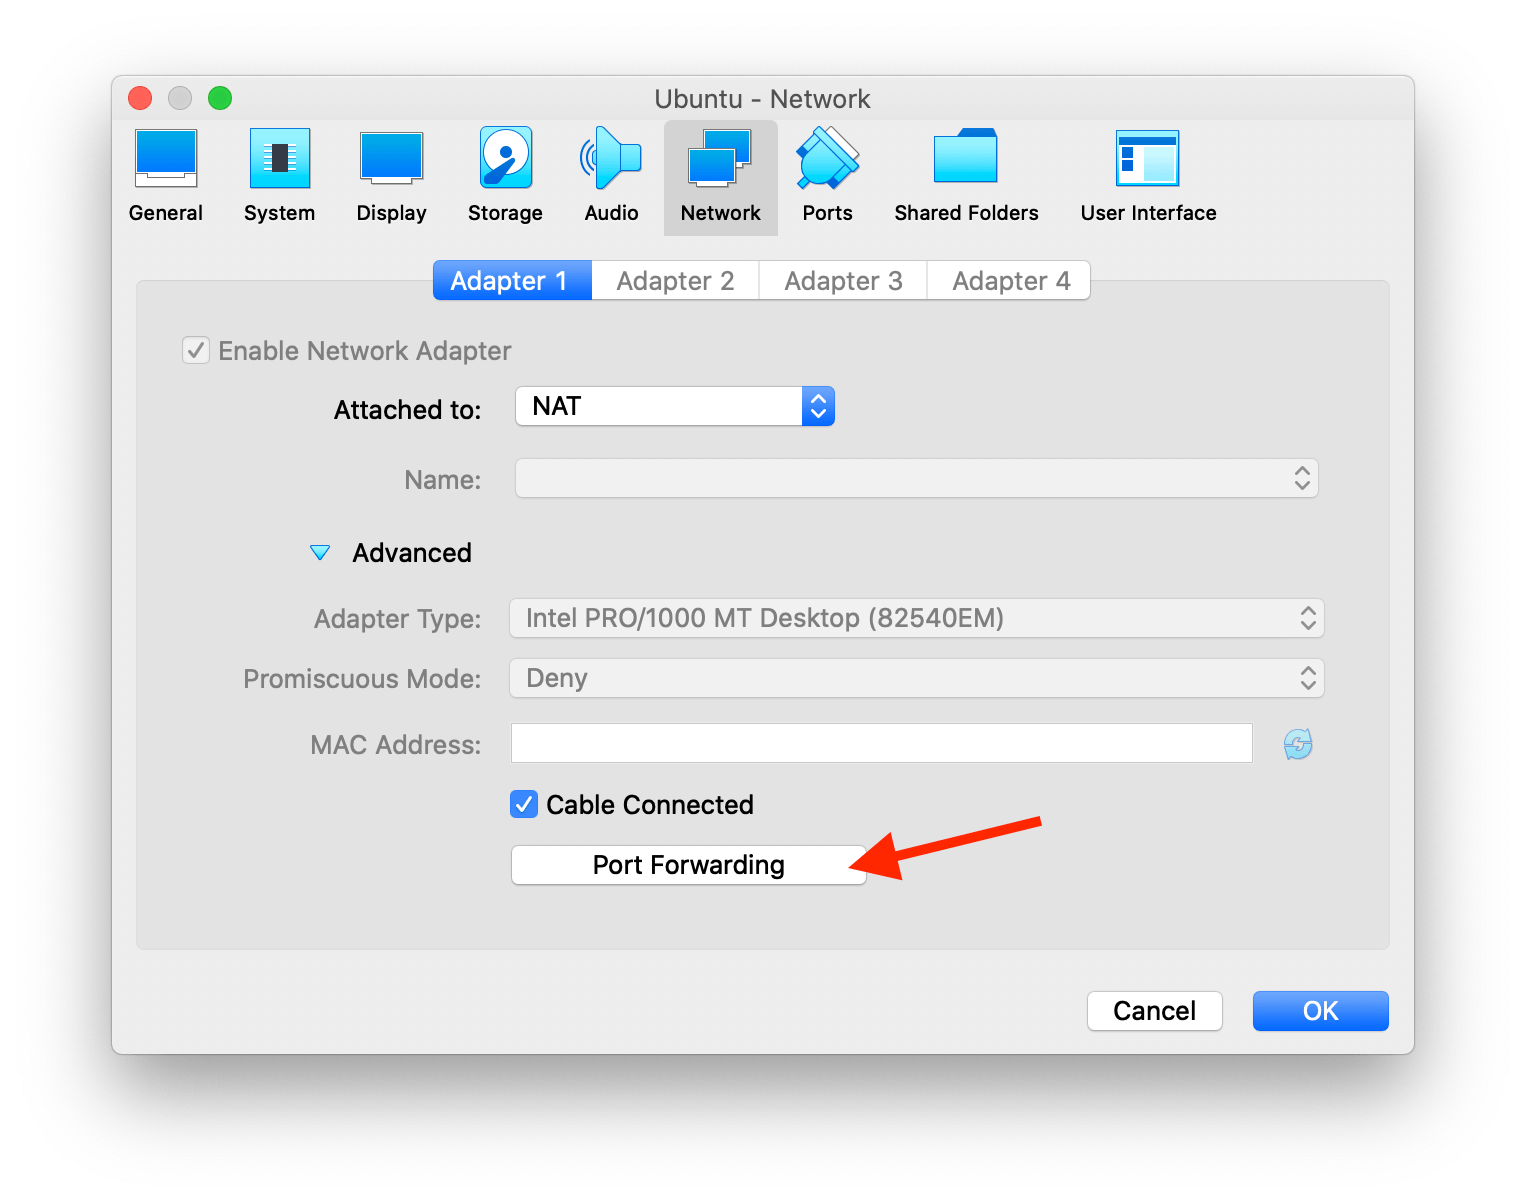 Ubuntu - Network
General System Display Storage Audio Network Ports Shared Folders User Interface
Adapter 1 Adapter 2 Adapter 3 Adapter 4
Enable Network Adapter
Attached to: NAT
Name:
Advanced
Adapter Type: Intel PRO/1000 MT Desktop (82540EM)
Promiscuous Mode: Deny
MAC Address:
Cable Connected
Port Forwarding
Cancel OK